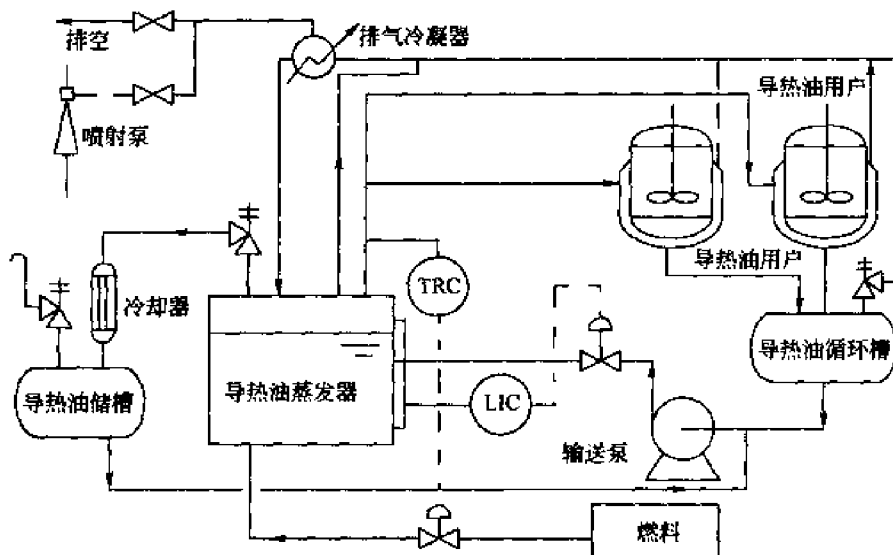 排空
排气冷凝器
喷射泵
导热油用户
导热油用户
冷却器
TRC
导热油储槽
导热油蒸发器
LIC
导热油循环槽
输送泵
燃料